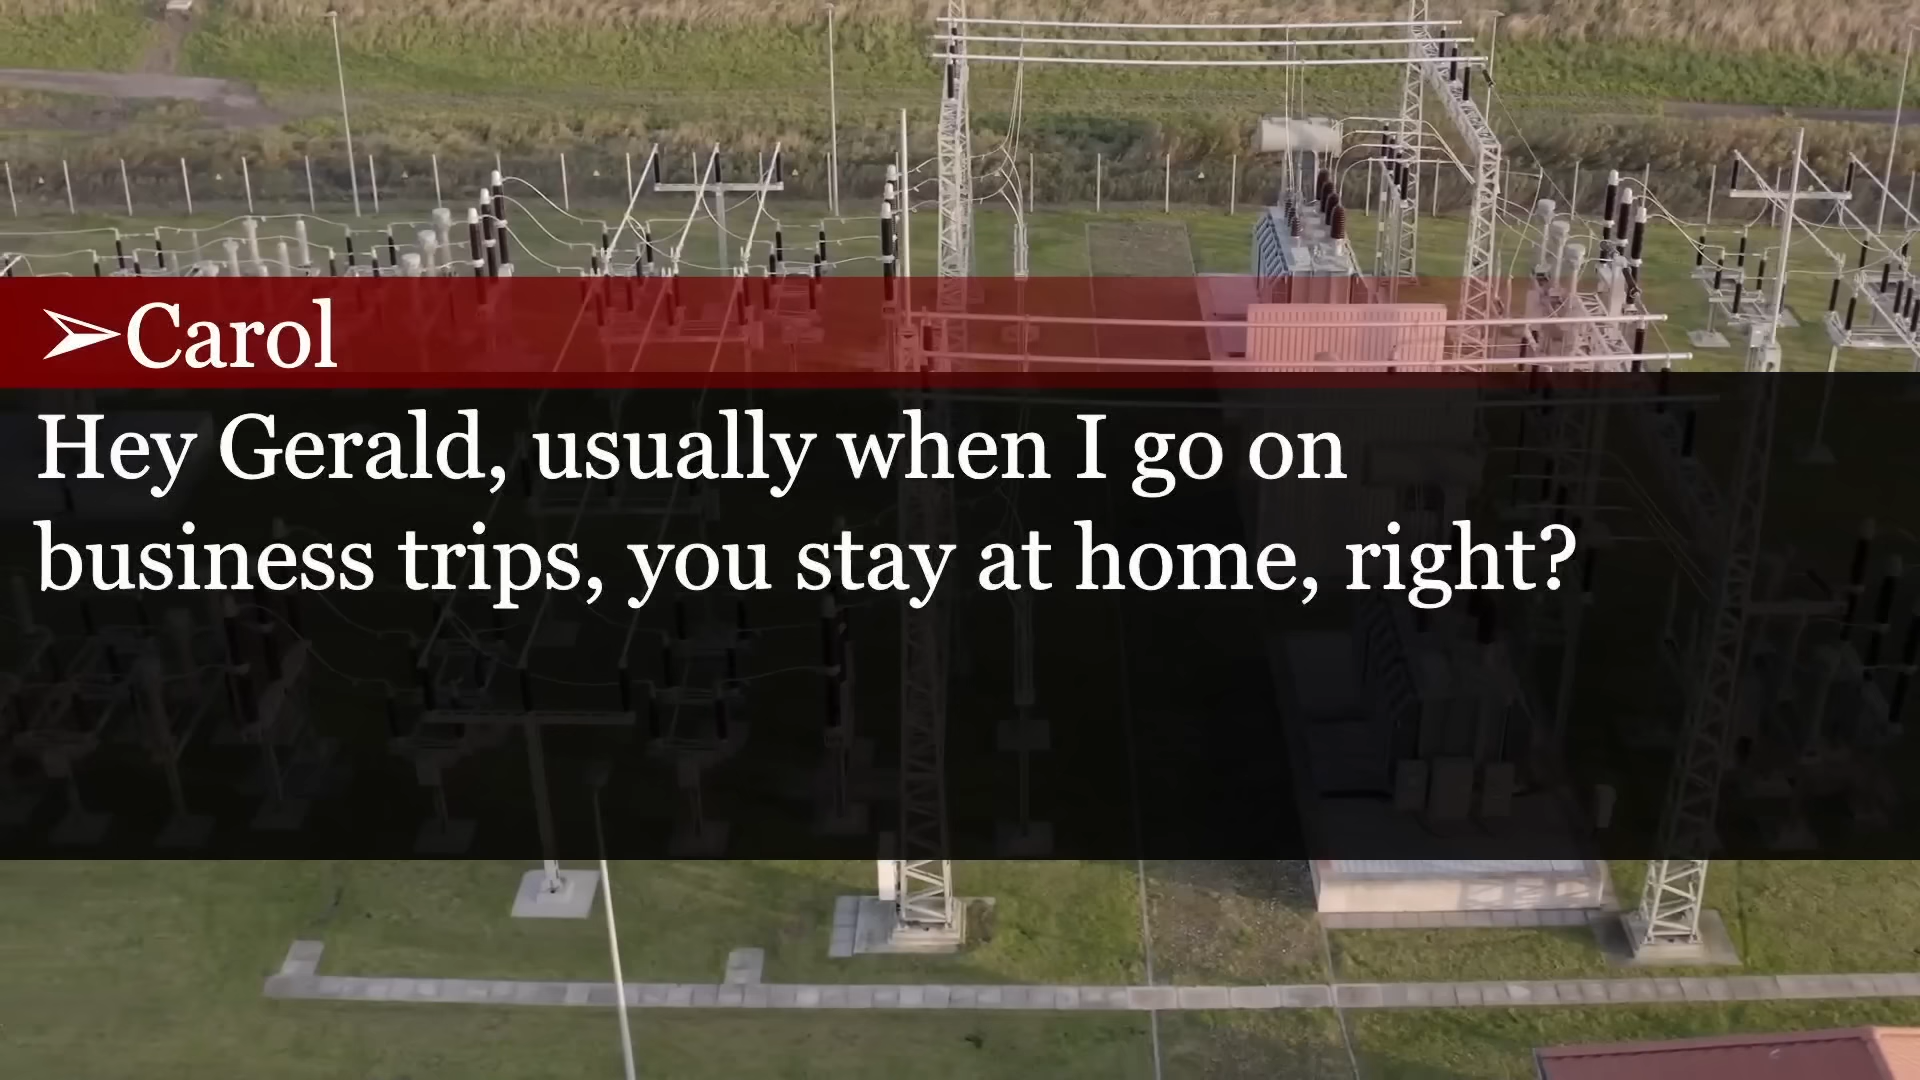 ➢Carol
Hey Gerald, usually when I go on
business trips, you stay at home, right?